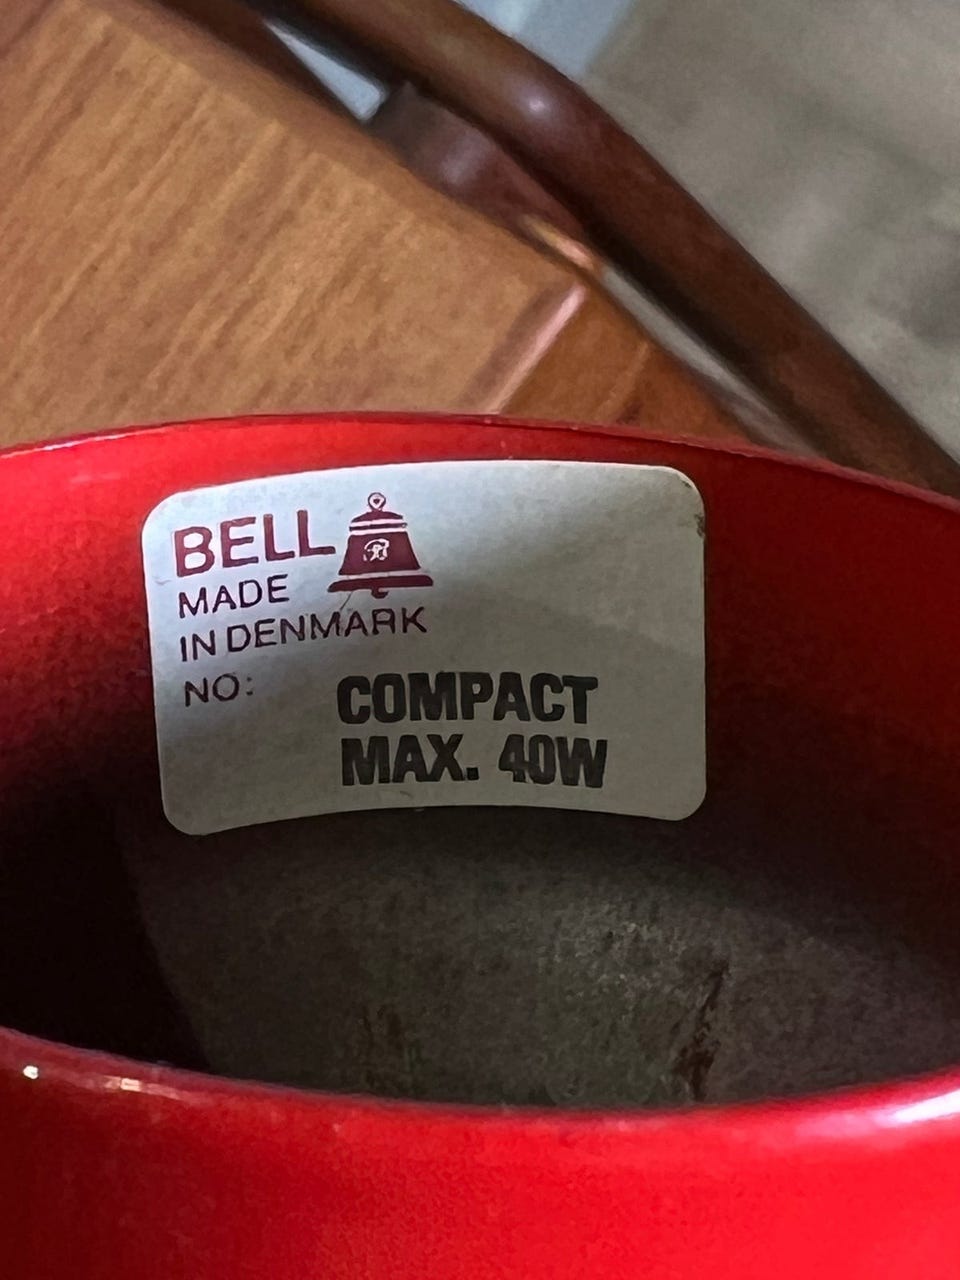 BELL
MADE
IN DENMARK
NO:
COMPACT
MAX. 40W